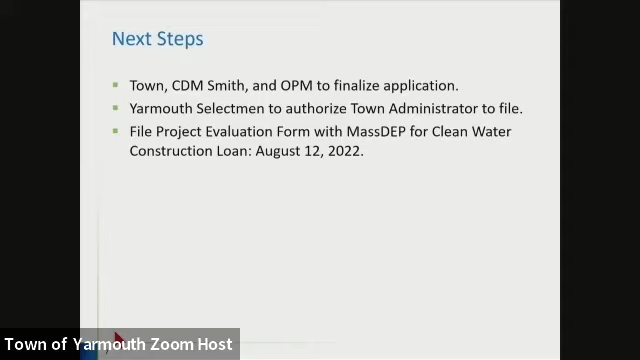 Next Steps
Town, CDM Smith, and OPM to finalize application.
Yarmouth Selectmen to authorize Town Administrator to file.
File Project Evaluation Form with MassDEP for Clean Water
Construction Loan: August 12, 2022.
Town of Yarmouth Zoom Host